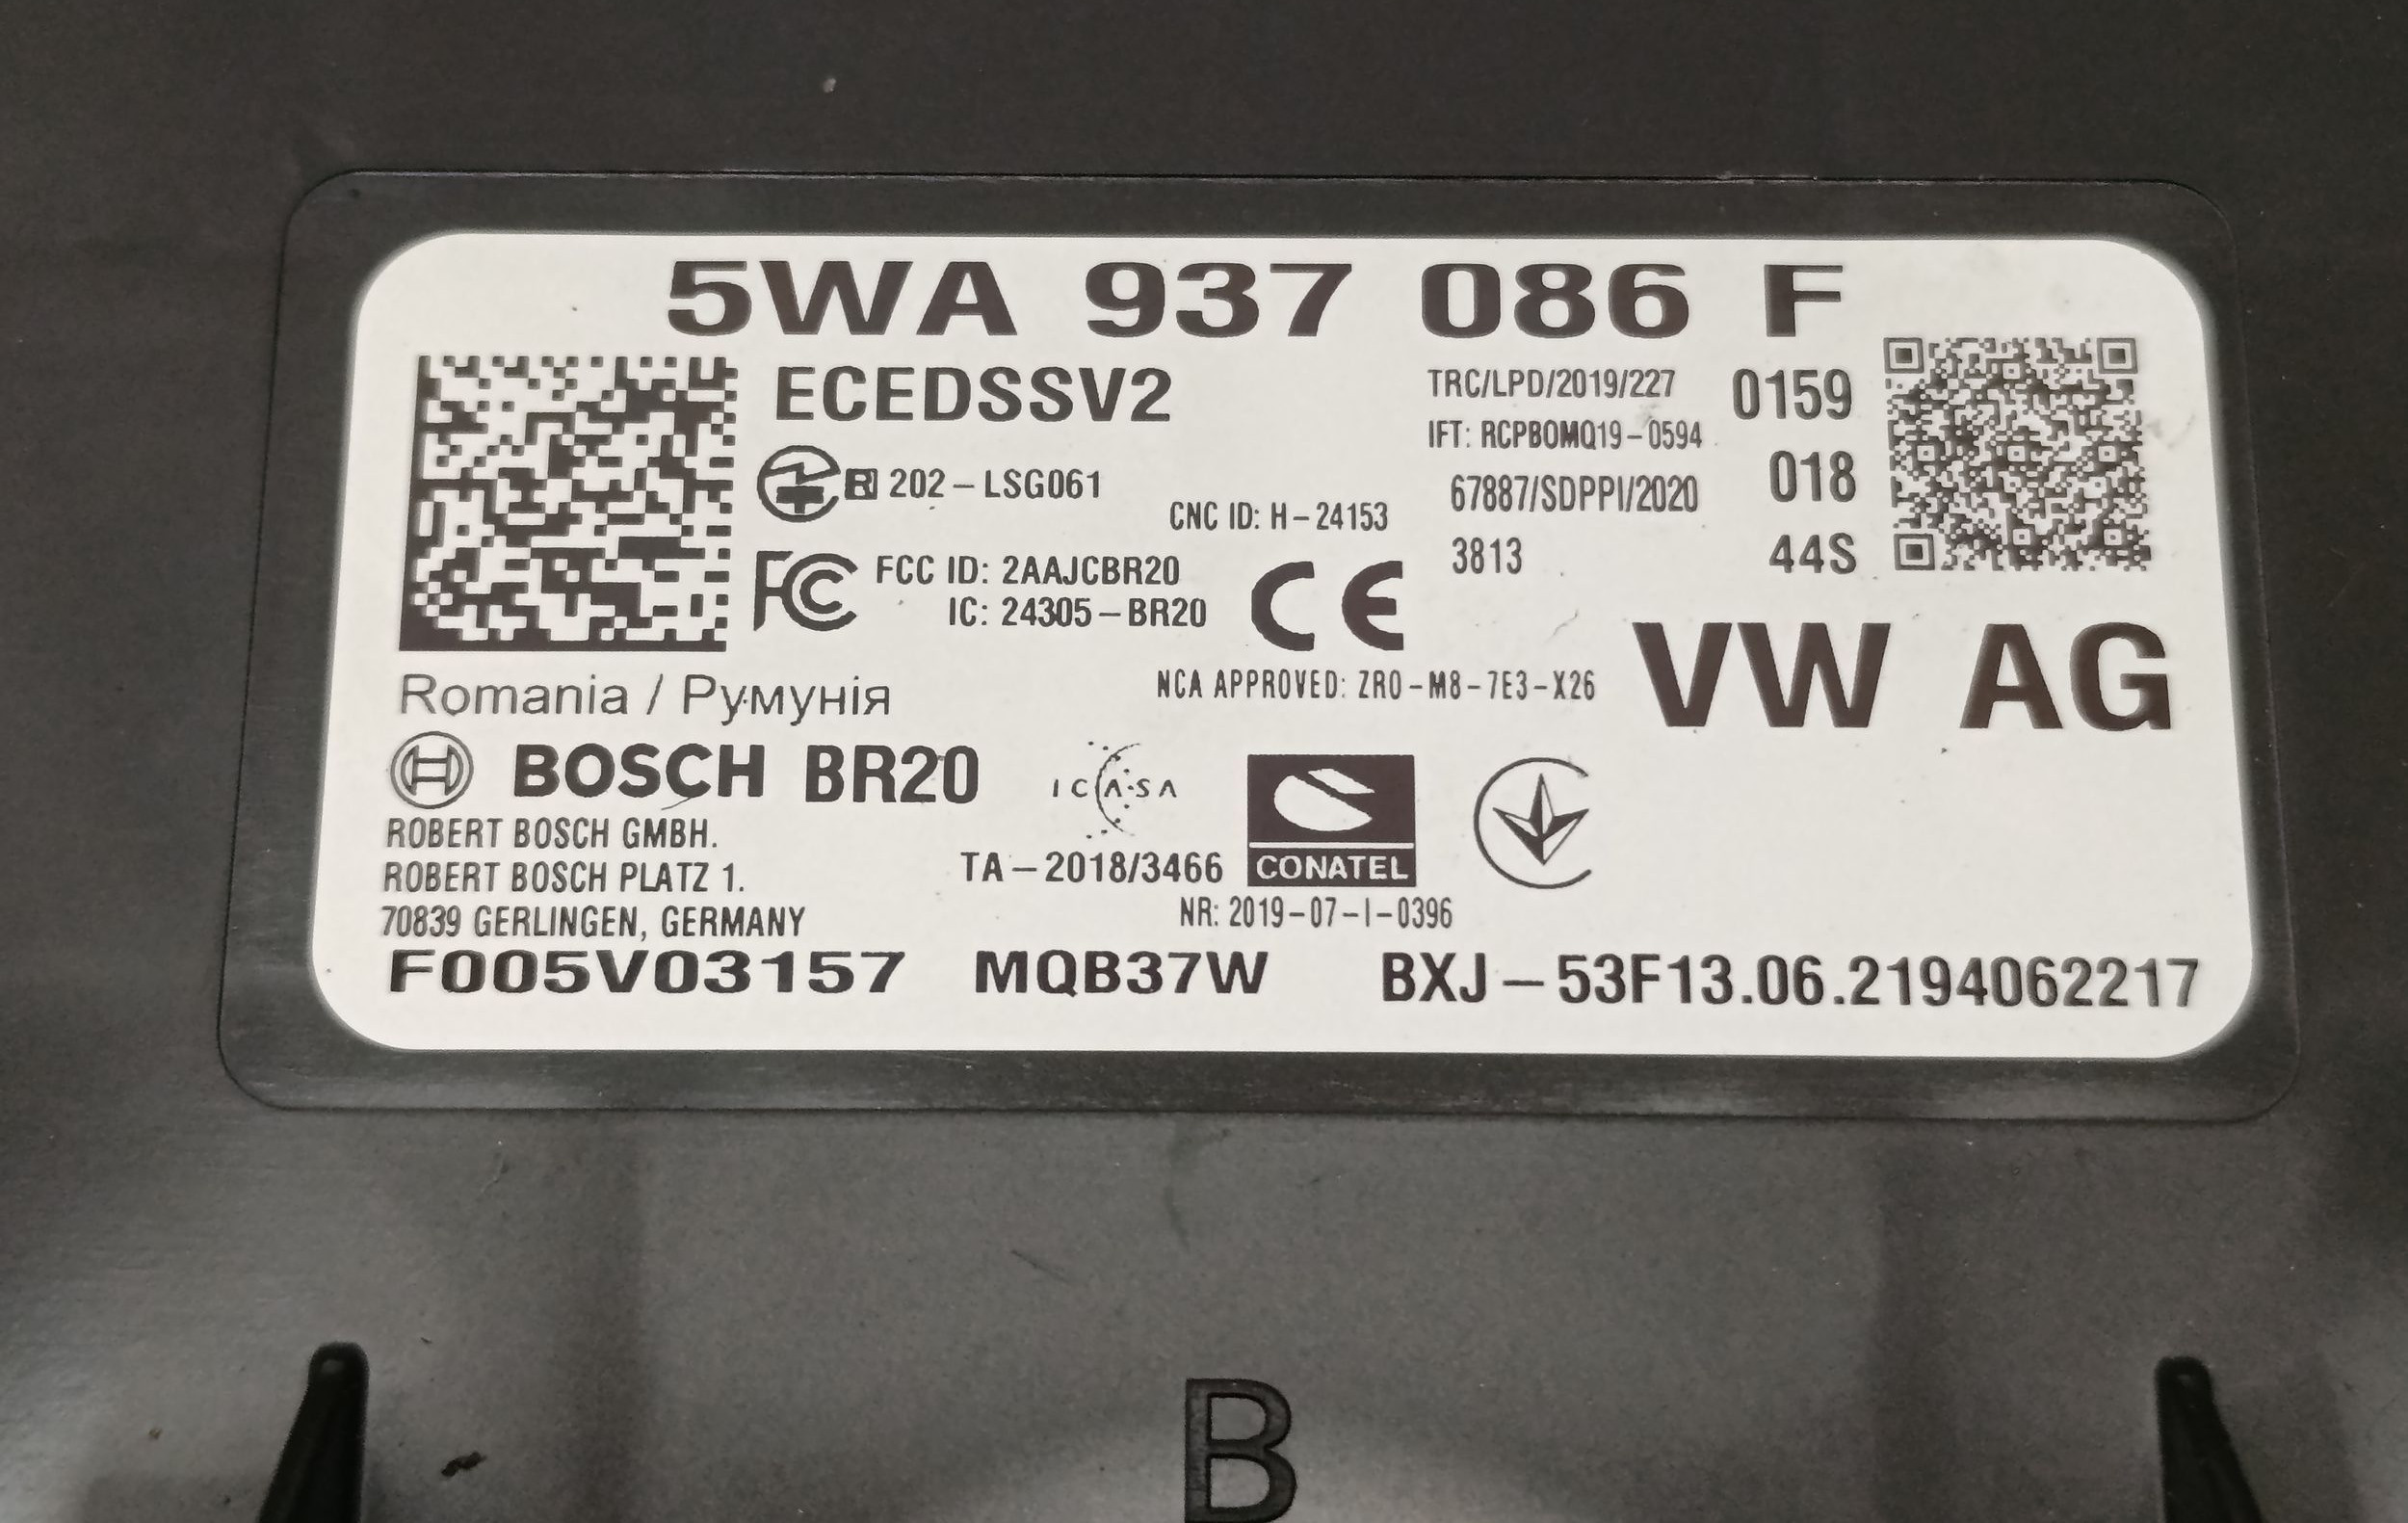 5WA 937 086 F
ECEDSSV2
TRC/LPD/2019/227
0159
IFT: RCPBOMQ19-0594
R 202-LSG061
67887/SDPPI/2020
018
CNC ID: H-24153
3813
44S
FCC ID: 2AAJCBR20
IC: 24305-BR20
CE
NCA APPROVED: ZRO-M8-7E3-X26
VW AG
Romania / Румунія
BOSCH BR20
ICASA
ROBERT BOSCH GMBH.
ROBERT BOSCH PLATZ 1.
70839 GERLINGEN, GERMANY
TA-2018/3466
CONATEL
NR: 2019-07-I-0396
F005V03157 MQB37W BXJ-53F13.06.2194062217
B